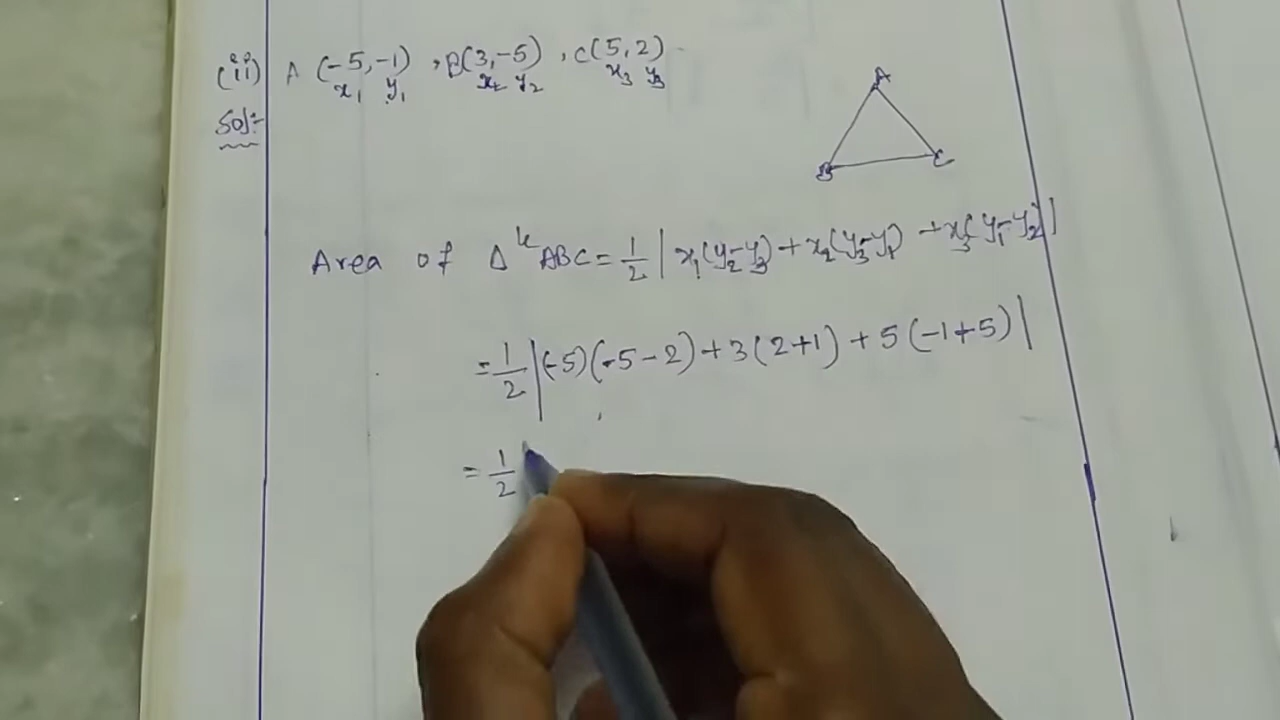 (ii) A (-5,-1), B(3,-5), C(5,2)
x₁ y₁ x₂ y₂ x₃ y₃
Sol:-
A
B C
Area of Δˡᵉ ABC = 1/2 | x₁(y₂-y₃) + x₂(y₃-y₁) + x₃(y₁-y₂) |
= 1/2 | (-5)(-5-2) + 3(2+1) + 5(-1+5) |
= 1/2